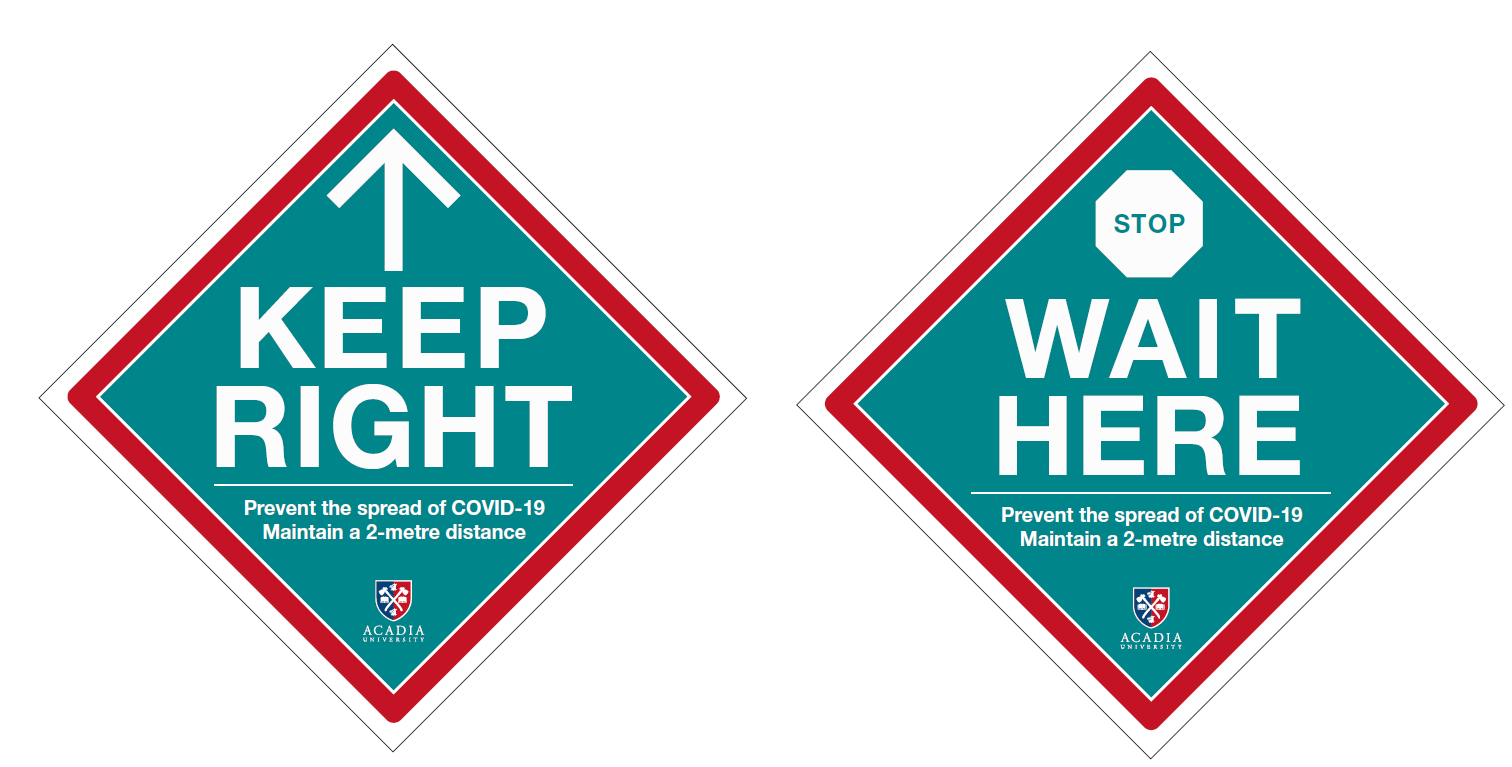 KEEP
RIGHT
Prevent the spread of COVID-19
Maintain a 2-metre distance
ACADIA
UNIVERSITY
STOP
WAIT
HERE
Prevent the spread of COVID-19
Maintain a 2-metre distance
ACADIA
UNIVERSITY